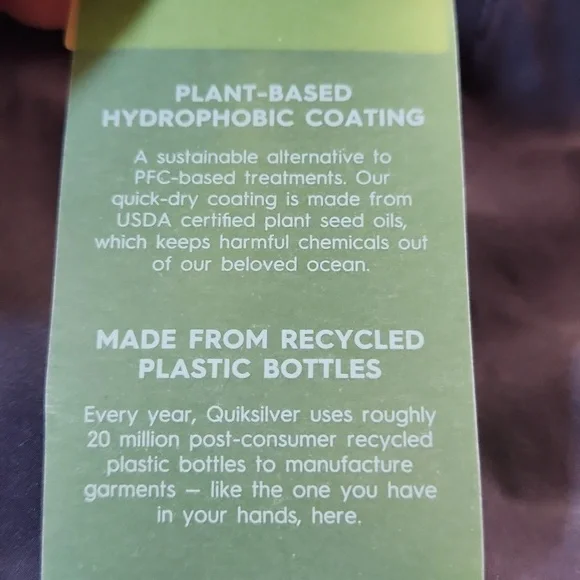 PLANT-BASED
HYDROPHOBIC COATING
A sustainable alternative to
PFC-based treatments. Our
quick-dry coating is made from
USDA certified plant seed oils,
which keeps harmful chemicals out
of our beloved ocean.
MADE FROM RECYCLED
PLASTIC BOTTLES
Every year, Quiksilver uses roughly
20 million post-consumer recycled
plastic bottles to manufacture
garments – like the one you have
in your hands, here.